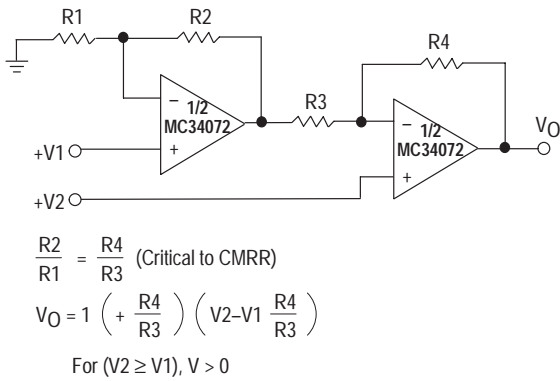 R1 R2
R4
R3
– 1/2
MC34072
+
– 1/2
MC34072
+
VO
+V1
+V2
R2/R1 = R4/R3 (Critical to CMRR)
VO = 1 ( + R4/R3 ) ( V2–V1 R4/R3 )
For (V2 ≥ V1), V > 0